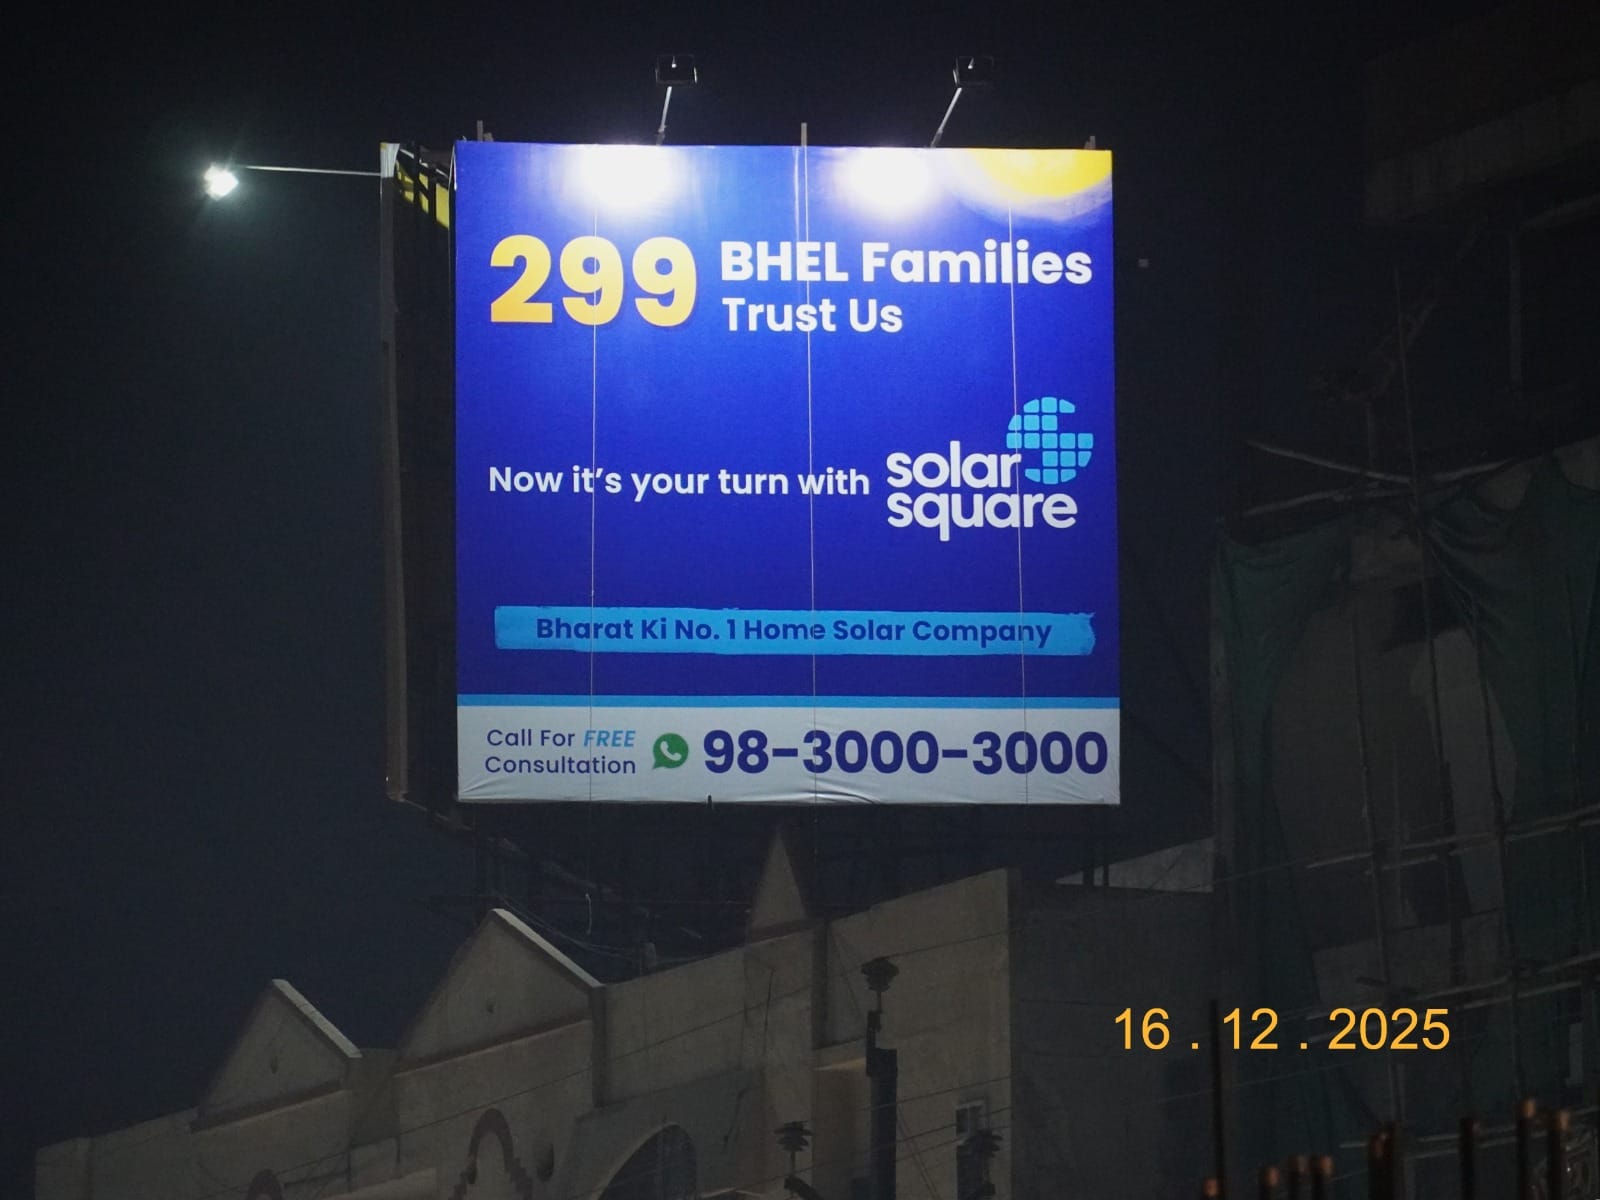 299 BHEL Families
Trust Us
Now it's your turn with solar square
Bharat Ki No. 1 Home Solar Company
Call For FREE
Consultation
98-3000-3000
16 . 12 . 2025